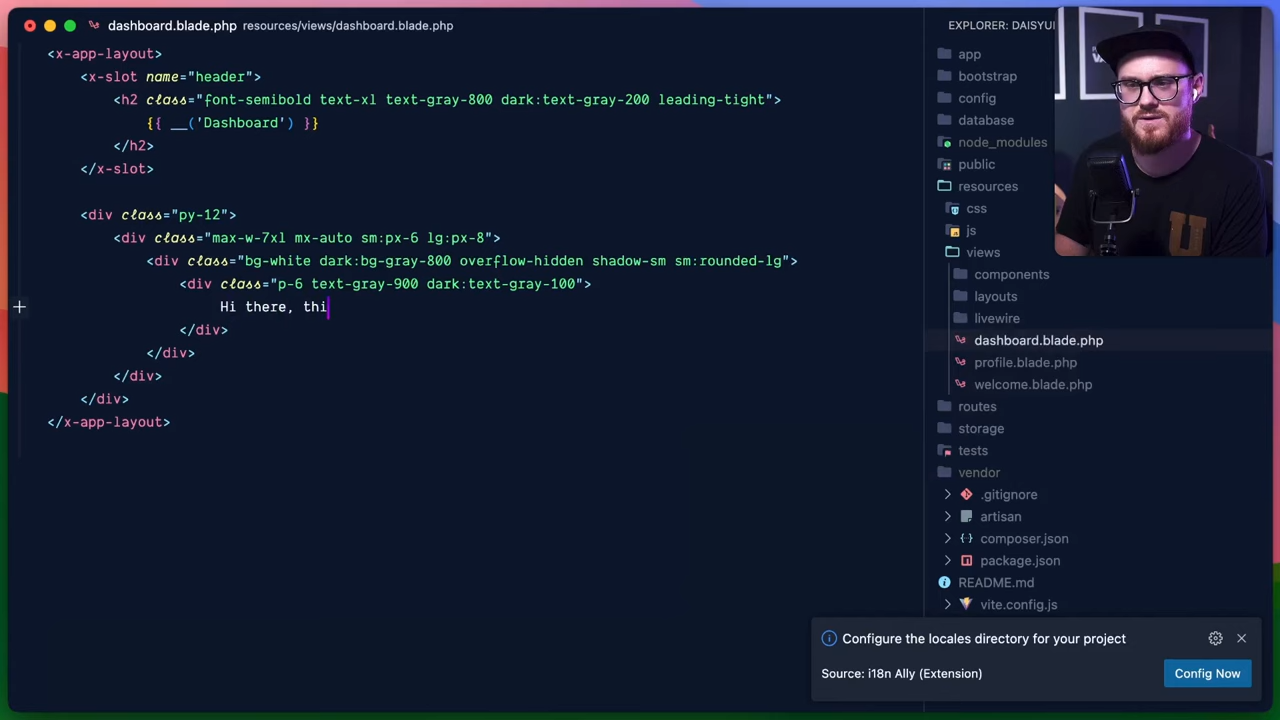 dashboard.blade.php resources/views/dashboard.blade.php
<x-app-layout>
<x-slot name="header">
<h2 class="font-semibold text-xl text-gray-800 dark:text-gray-200 leading-tight">
{{ __('Dashboard') }}
</h2>
</x-slot>
<div class="py-12">
<div class="max-w-7xl mx-auto sm:px-6 lg:px-8">
<div class="bg-white dark:bg-gray-800 overflow-hidden shadow-sm sm:rounded-lg">
<div class="p-6 text-gray-900 dark:text-gray-100">
Hi there, thi
</div>
</div>
</div>
</div>
</x-app-layout>
EXPLORER: DAISYU
app
bootstrap
config
database
node_modules
public
resources
css
js
views
components
layouts
livewire
dashboard.blade.php
profile.blade.php
welcome.blade.php
routes
storage
tests
vendor
.gitignore
artisan
composer.json
package.json
README.md
vite.config.js
Configure the locales directory for your project
Source: i18n Ally (Extension)
Config Now